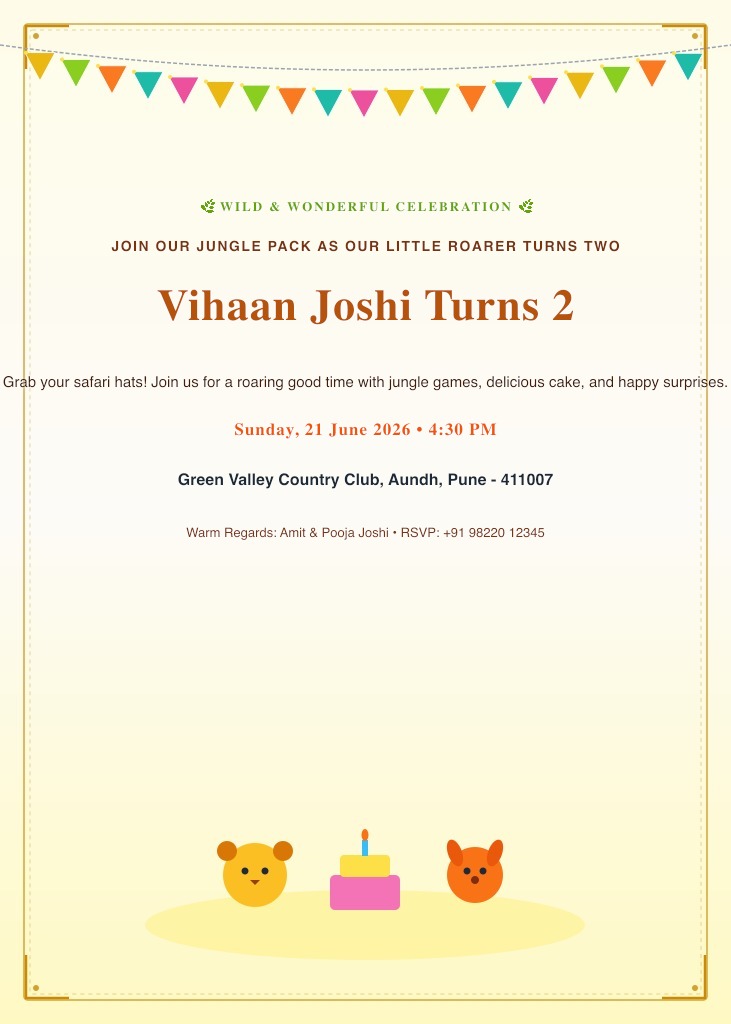 🌿 WILD & WONDERFUL CELEBRATION 🌿
JOIN OUR JUNGLE PACK AS OUR LITTLE ROARER TURNS TWO
Vihaan Joshi Turns 2
Grab your safari hats! Join us for a roaring good time with jungle games, delicious cake, and happy surprises.
Sunday, 21 June 2026 • 4:30 PM
Green Valley Country Club, Aundh, Pune - 411007
Warm Regards: Amit & Pooja Joshi • RSVP: +91 98220 12345